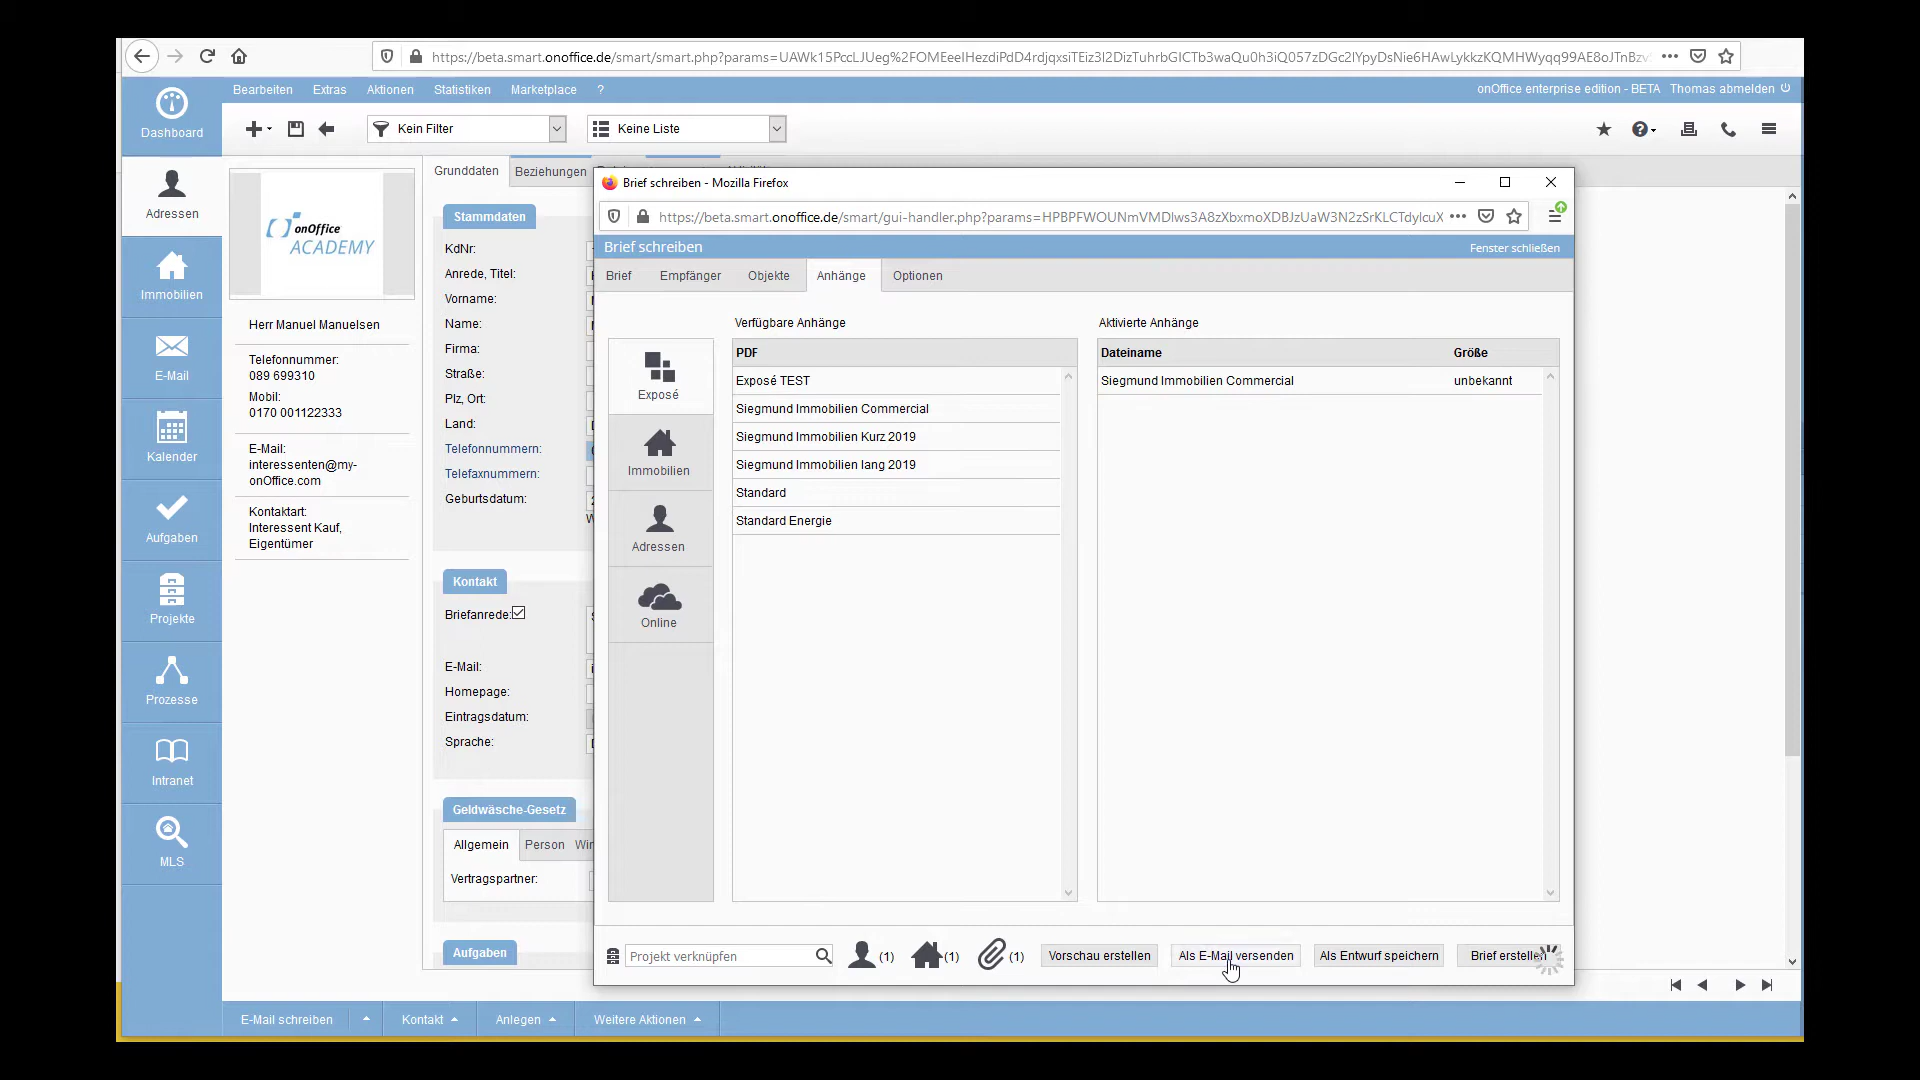 https://beta.smart.onoffice.de/smart/smart.php?params=
Bearbeiten Extras Aktionen Statistiken Marketplace ?
onOffice enterprise edition - BETA Thomas abmelden
Dashboard
Kein Filter
Keine Liste
Adressen
onOffice
ACADEMY
Grunddaten
Beziehungen
Immobilien
E-Mail
Kalender
Aufgaben
Projekte
Prozesse
Intranet
MLS
Herr Manuel Manuelsen
Telefonnummer:
089 699310
Mobil:
0170 001122333
E-Mail:
interessenten@my-
onOffice.com
Kontaktart:
Interessent Kauf,
Eigentümer
Stammdaten
KdNr:
Anrede, Titel:
Vorname:
Name:
Firma:
Straße:
Plz, Ort:
Land:
Telefonnummern:
Telefaxnummern:
Geburtsdatum:
Kontakt
Briefanrede:
E-Mail:
Homepage:
Eintragsdatum:
Sprache:
Geldwäsche-Gesetz
Allgemein Person
Vertragspartner:
Aufgaben
Brief schreiben - Mozilla Firefox
https://beta.smart.onoffice.de/smart/gui-handler.php?params=
Brief schreiben
Fenster schließen
Brief Empfänger Objekte Anhänge Optionen
Verfügbare Anhänge
Aktivierte Anhänge
Exposé
Immobilien
Adressen
Online
PDF
Exposé TEST
Siegmund Immobilien Commercial
Siegmund Immobilien Kurz 2019
Siegmund Immobilien lang 2019
Standard
Standard Energie
Dateiname Größe
Siegmund Immobilien Commercial unbekannt
Projekt verknüpfen
(1) (1) (1)
Vorschau erstellen
Als E-Mail versenden
Als Entwurf speichern
Brief erstellen
E-Mail schreiben Kontakt Anlegen Weitere Aktionen